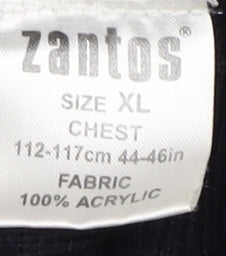 zantos®
SIZE XL
CHEST
112-117cm 44-46in
FABRIC
100% ACRYLIC